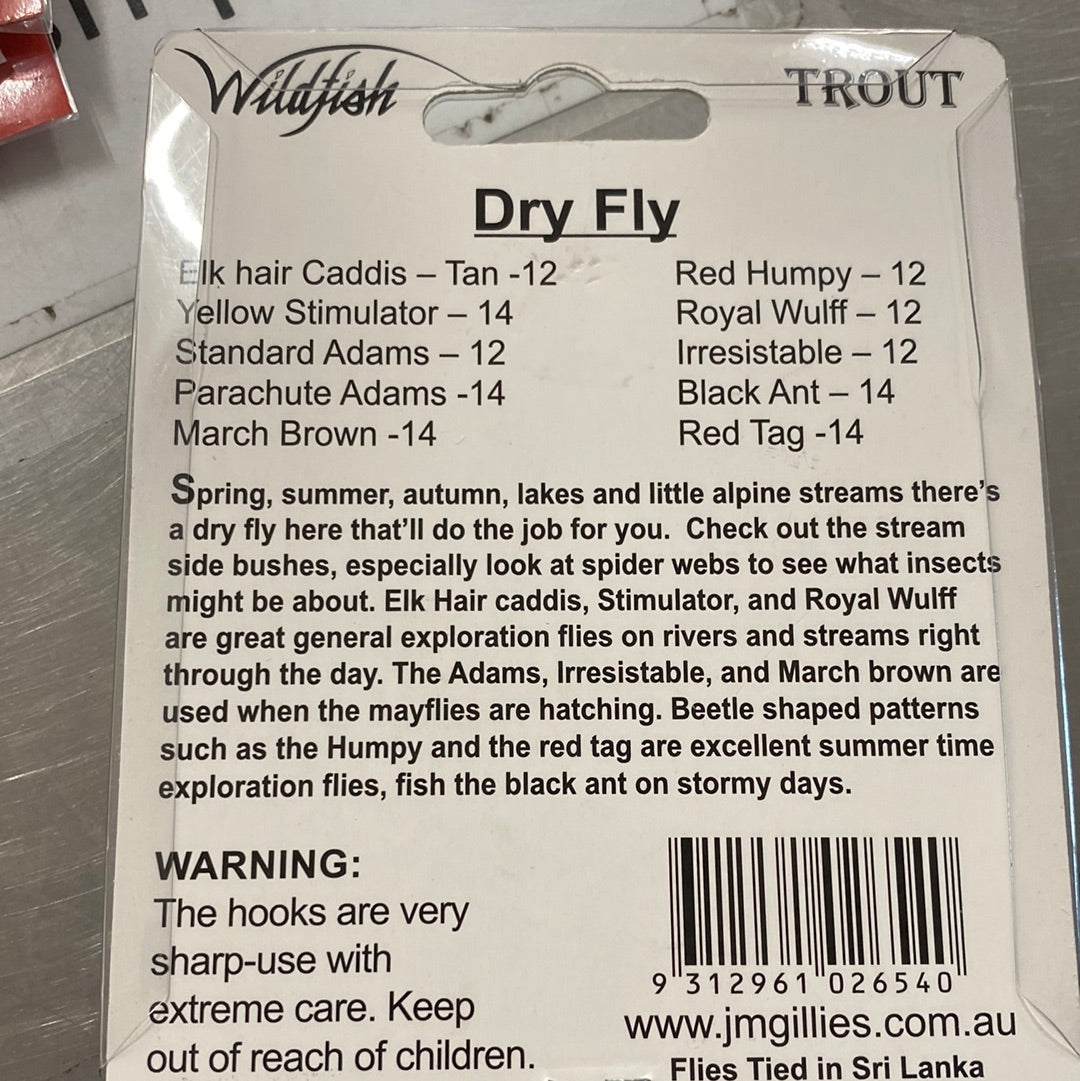 Wildfish
TROUT
Dry Fly
Elk hair Caddis – Tan -12
Yellow Stimulator – 14
Standard Adams – 12
Parachute Adams -14
March Brown -14
Red Humpy – 12
Royal Wulff – 12
Irresistable – 12
Black Ant – 14
Red Tag -14
Spring, summer, autumn, lakes and little alpine streams there's
a dry fly here that'll do the job for you.  Check out the stream
side bushes, especially look at spider webs to see what insects
might be about. Elk Hair caddis, Stimulator, and Royal Wulff
are great general exploration flies on rivers and streams right
through the day. The Adams, Irresistable, and March brown are
used when the mayflies are hatching. Beetle shaped patterns
such as the Humpy and the red tag are excellent summer time
exploration flies, fish the black ant on stormy days.
WARNING:
The hooks are very
sharp-use with
extreme care. Keep
out of reach of children.
9 312961 026540
www.jmgillies.com.au
Flies Tied in Sri Lanka